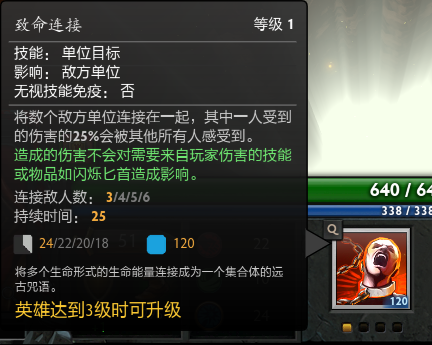 致命连接 等级 1
技能： 单位目标
影响： 敌方单位
无视技能免疫： 否
将数个敌方单位连接在一起，其中一人受到
的伤害的25%会被其他所有人感受到。
造成的伤害不会对需要来自玩家伤害的技能
或物品如闪烁匕首造成影响。
连接敌人数： 3/4/5/6
持续时间： 25
24/22/20/18 120
将多个生命形式的生命能量连接成为一个集合体的远
古咒语。
英雄达到3级时可升级
640 / 64
338 / 338
120